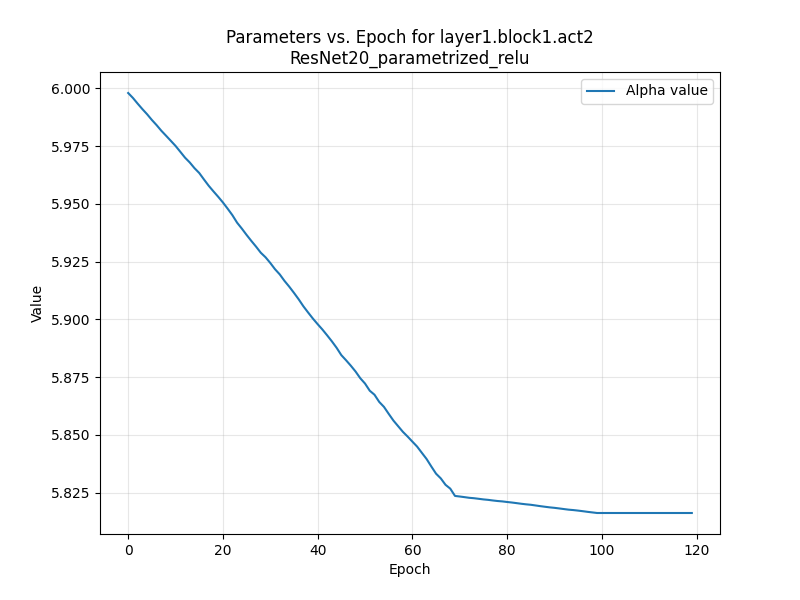 Parameters vs. Epoch for layer1.block1.act2
ResNet20_parametrized_relu
Alpha value
6.000
5.975
5.950
5.925
5.900
5.875
5.850
5.825
Value
0 20 40 60 80 100 120
Epoch